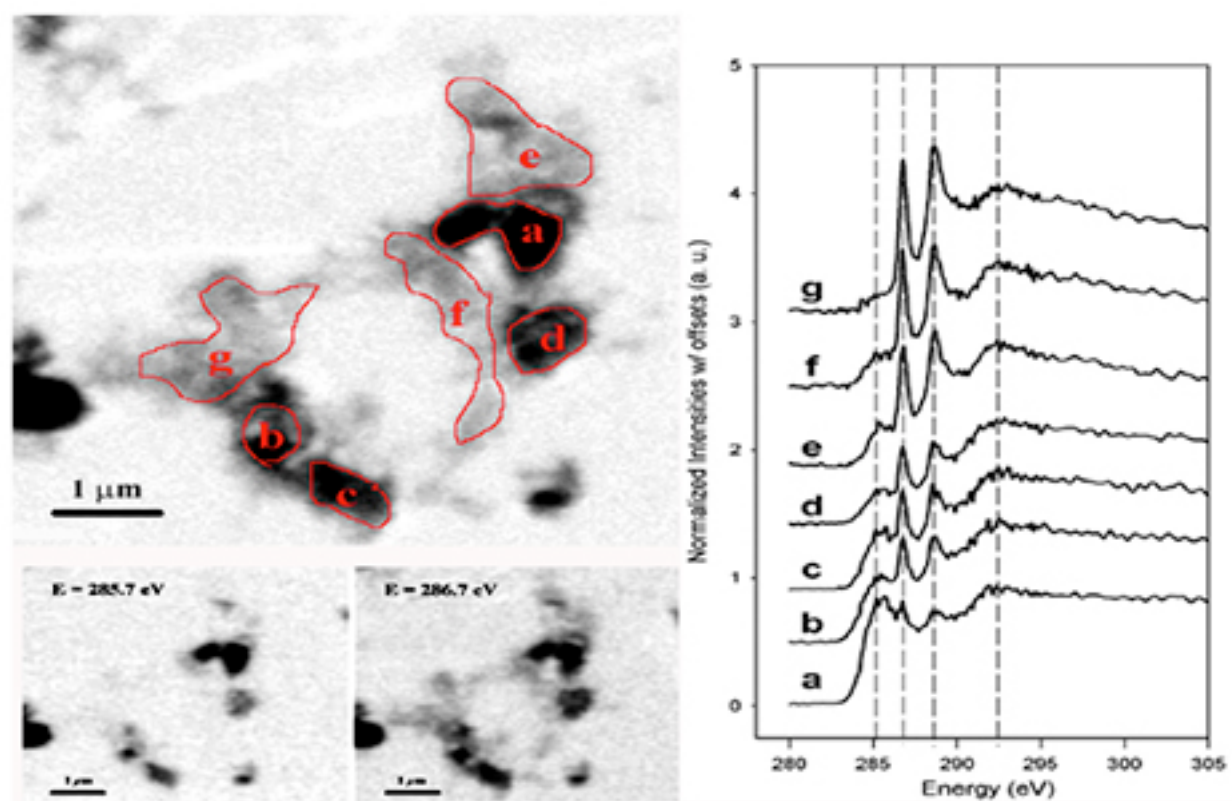 e
a
f
d
g
b
c
1 μm
E = 285.7 eV
1 μm
E = 286.7 eV
1 μm
Normalized Intensities w/ offsets (a. u.)
5
4
3
2
1
0
g
f
e
d
c
b
a
280 285 290 295 300 305
Energy (eV)